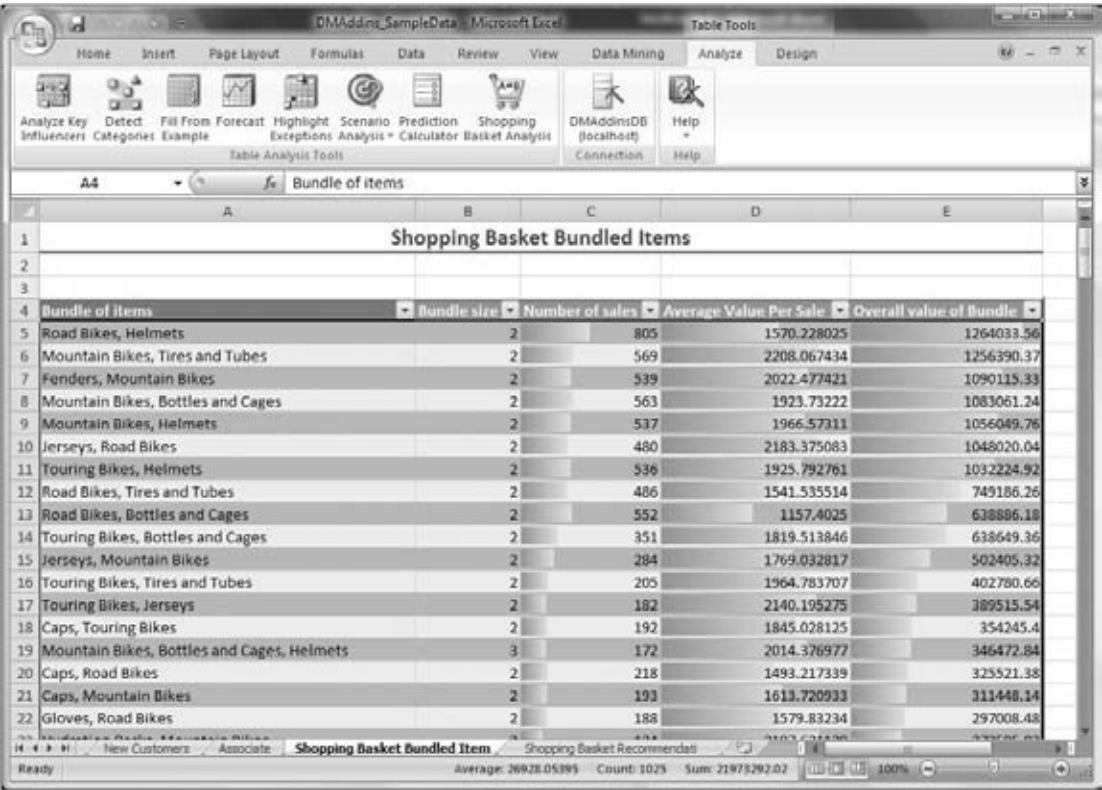 DMAddins_SampleData - Microsoft Excel Table Tools
Home Insert Page Layout Formulas Data Review View Data Mining Analyze Design
Analyze Key Influencers Detect Categories Fill From Example Forecast Highlight Exceptions Scenario Analysis Prediction Calculator Shopping Basket Analysis DMAddinsDB (localhost) Help
Table Analysis Tools Connection Help
A4 fx Bundle of items
A B C D E
1 Shopping Basket Bundled Items
2
3
4 Bundle of items Bundle size Number of sales Average Value Per Sale Overall value of Bundle
5 Road Bikes, Helmets 2 805 1570.228025 1264033.56
6 Mountain Bikes, Tires and Tubes 2 569 2208.067434 1256390.37
7 Fenders, Mountain Bikes 2 539 2022.477421 1090115.33
8 Mountain Bikes, Bottles and Cages 2 563 1923.73222 1083061.24
9 Mountain Bikes, Helmets 2 537 1966.57311 1056049.76
10 Jerseys, Road Bikes 2 480 2183.375083 1048020.04
11 Touring Bikes, Helmets 2 536 1925.792761 1032224.92
12 Road Bikes, Tires and Tubes 2 486 1541.535514 749186.26
13 Road Bikes, Bottles and Cages 2 552 1157.4025 638886.18
14 Touring Bikes, Bottles and Cages 2 351 1819.513846 638649.36
15 Jerseys, Mountain Bikes 2 284 1769.032817 502405.32
16 Touring Bikes, Tires and Tubes 2 205 1964.783707 402780.66
17 Touring Bikes, Jerseys 2 182 2140.195275 389515.54
18 Caps, Touring Bikes 2 192 1845.028125 354245.4
19 Mountain Bikes, Bottles and Cages, Helmets 3 172 2014.376977 346472.84
20 Caps, Road Bikes 2 218 1493.217339 325521.38
21 Caps, Mountain Bikes 2 193 1613.720933 311448.14
22 Gloves, Road Bikes 2 188 1579.83234 297008.48
New Customers Associate Shopping Basket Bundled Item Shopping Basket Recommendati
Ready Average: 26928.05395 Count: 1025 Sum: 21973292.02 100%